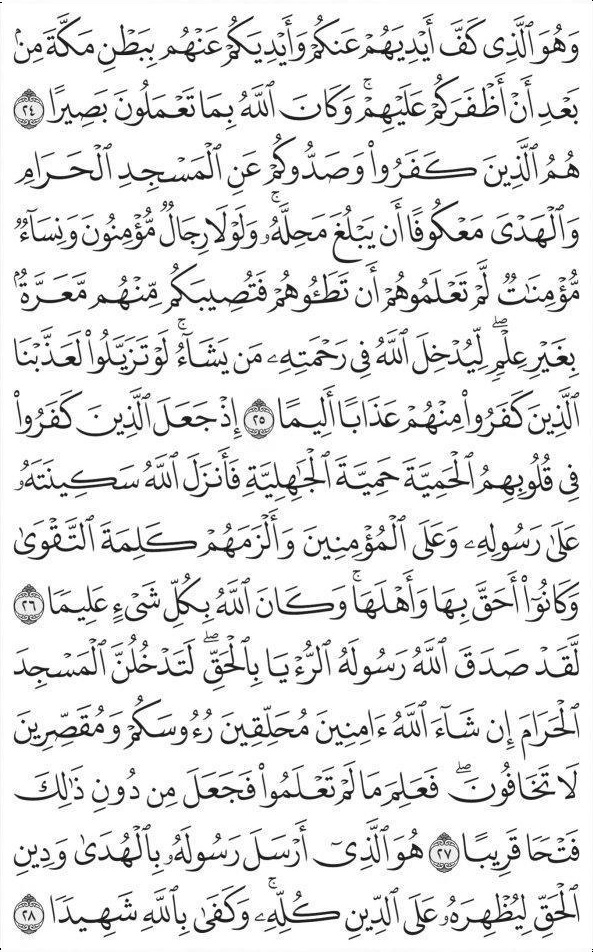 وَهُوَ ٱلَّذِى كَفَّ أَيْدِيَهُمْ عَنكُمْ وَأَيْدِيَكُمْ عَنْهُم بِبَطْنِ مَكَّةَ مِنۢ
بَعْدِ أَنْ أَظْفَرَكُمْ عَلَيْهِمْ ۚ وَكَانَ ٱللَّهُ بِمَا تَعْمَلُونَ بَصِيرًا ٢٤
هُمُ ٱلَّذِينَ كَفَرُوا۟ وَصَدُّوكُمْ عَنِ ٱلْمَسْجِدِ ٱلْحَرَامِ
وَٱلْهَدْىَ مَعْكُوفًا أَن يَبْلُغَ مَحِلَّهُۥ ۚ وَلَوْلَا رِجَالٌ مُّؤْمِنُونَ وَنِسَآءٌ
مُّؤْمِنَـٰتٌ لَّمْ تَعْلَمُوهُمْ أَن تَطَـُٔوهُمْ فَتُصِيبَكُم مِّنْهُم مَّعَرَّةٌۢ
بِغَيْرِ عِلْمٍ ۖ لِّيُدْخِلَ ٱللَّهُ فِى رَحْمَتِهِۦ مَن يَشَآءُ ۚ لَوْ تَزَيَّلُوا۟ لَعَذَّبْنَا
ٱلَّذِينَ كَفَرُوا۟ مِنْهُمْ عَذَابًا أَلِيمًا ٢٥ إِذْ جَعَلَ ٱلَّذِينَ كَفَرُوا۟
فِى قُلُوبِهِمُ ٱلْحَمِيَّةَ حَمِيَّةَ ٱلْجَـٰهِلِيَّةِ فَأَنزَلَ ٱللَّهُ سَكِينَتَهُۥ
عَلَىٰ رَسُولِهِۦ وَعَلَى ٱلْمُؤْمِنِينَ وَأَلْزَمَهُمْ كَلِمَةَ ٱلتَّقْوَىٰ
وَكَانُوٓا۟ أَحَقَّ بِهَا وَأَهْلَهَا ۚ وَكَانَ ٱللَّهُ بِكُلِّ شَىْءٍ عَلِيمًا ٢٦
لَّقَدْ صَدَقَ ٱللَّهُ رَسُولَهُ ٱلرُّءْيَا بِٱلْحَقِّ ۖ لَتَدْخُلُنَّ ٱلْمَسْجِدَ
ٱلْحَرَامَ إِن شَآءَ ٱللَّهُ ءَامِنِينَ مُحَلِّقِينَ رُءُوسَكُمْ وَمُقَصِّرِينَ
لَا تَخَافُونَ ۖ فَعَلِمَ مَا لَمْ تَعْلَمُوا۟ فَجَعَلَ مِن دُونِ ذَٰلِكَ
فَتْحًا قَرِيبًا ٢٧ هُوَ ٱلَّذِىٓ أَرْسَلَ رَسُولَهُۥ بِٱلْهُدَىٰ وَدِينِ
ٱلْحَقِّ لِيُظْهِرَهُۥ عَلَى ٱلدِّينِ كُلِّهِۦ ۚ وَكَفَىٰ بِٱللَّهِ شَهِيدًا ٢٨